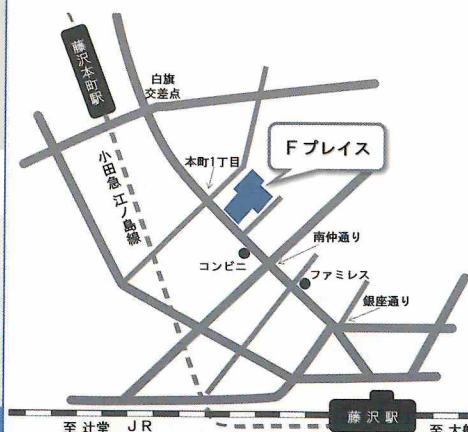 藤沢本町駅
白旗
交差点
Fプレイス
本町1丁目
小田急江ノ島線
南仲通り
コンビニ
ファミレス
銀座通り
藤沢駅
至 辻堂 JR
至 大